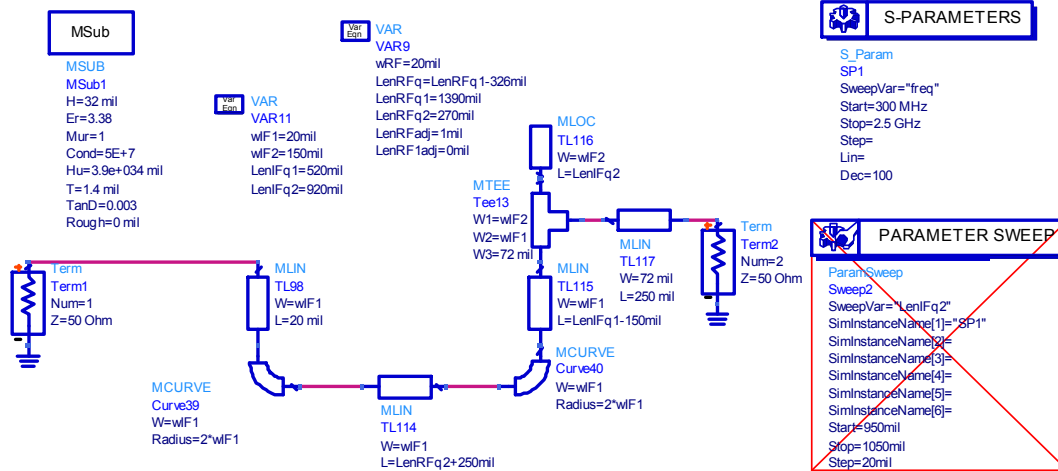 MSub
MSUB
MSub1
H=32 mil
Er=3.38
Mur=1
Cond=5E+7
Hu=3.9e+034 mil
T=1.4 mil
TanD=0.003
Rough=0 mil
Var
Eqn
VAR
VAR11
wIF1=20mil
wIF2=150mil
LenIFq1=520mil
LenIFq2=920mil
Var
Eqn
VAR
VAR9
wRF=20mil
LenRFq=LenRFq1-326mil
LenRFq1=1390mil
LenRFq2=270mil
LenRFadj=1mil
LenRF1adj=0mil
S-PARAMETERS
S_Param
SP1
SweepVar="freq"
Start=300 MHz
Stop=2.5 GHz
Step=
Lin=
Dec=100
MLOC
TL116
W=wIF2
L=LenIFq2
MTEE
Tee13
W1=wIF2
W2=wIF1
W3=72 mil
MLIN
TL117
W=72 mil
L=250 mil
Term
Term2
Num=2
Z=50 Ohm
Term
Term1
Num=1
Z=50 Ohm
MLIN
TL98
W=wIF1
L=20 mil
MLIN
TL115
W=wIF1
L=LenIFq1-150mil
MCURVE
Curve39
W=wIF1
Radius=2*wIF1
MLIN
TL114
W=wIF1
L=LenRFq2+250mil
MCURVE
Curve40
W=wIF1
Radius=2*wIF1
PARAMETER SWEEP
ParamSweep
Sweep2
SweepVar="LenIFq2"
SimInstanceName[1]="SP1"
SimInstanceName[2]=
SimInstanceName[3]=
SimInstanceName[4]=
SimInstanceName[5]=
SimInstanceName[6]=
Start=950mil
Stop=1050mil
Step=20mil